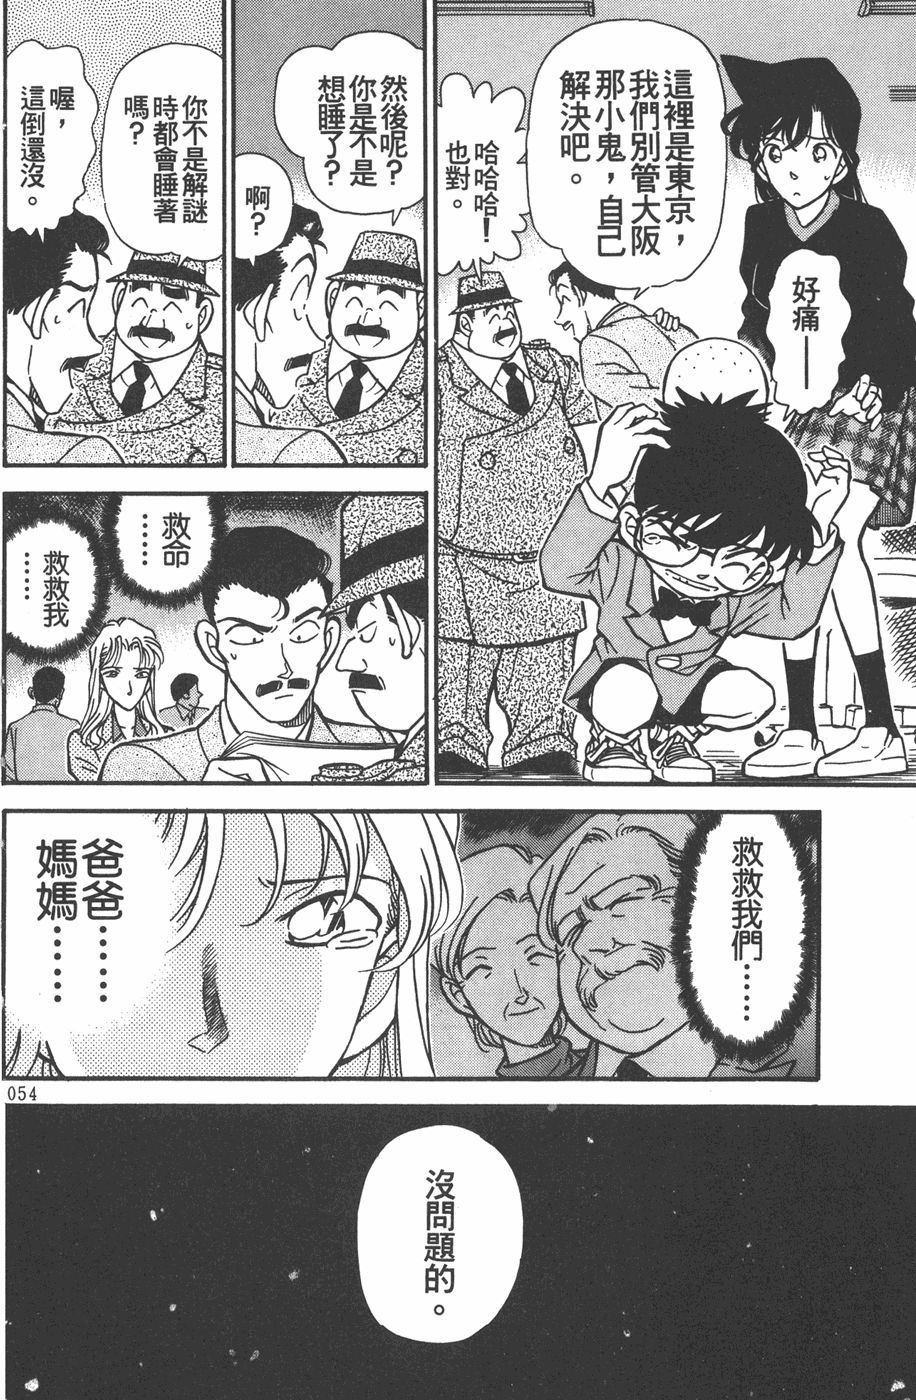 這裡是東京，
我們別管大阪
那小鬼，自己
解決吧。
哈哈哈！
也對。
好痛——
然後呢？
你是不是
想睡了？
啊？
你不是解謎
時都會睡著
嗎？
喔，
這倒還沒。
救命
……
救救我
……
救救我們……
爸爸……
媽媽……
054
沒問題的。